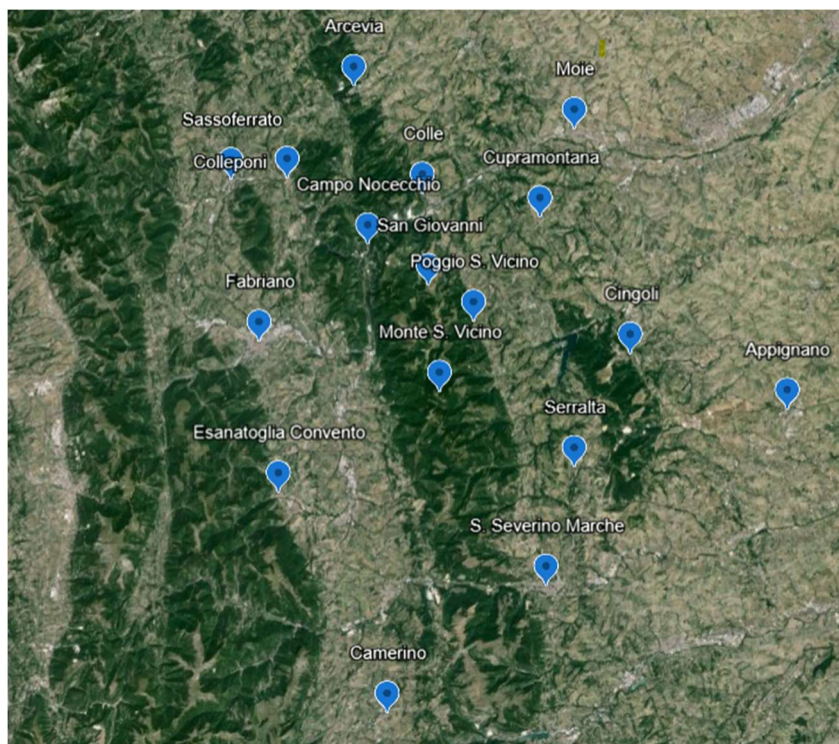 Arcevia
Moie
Sassoferrato
Colle
Colleponi
Cupramontana
Campo Nocecchio
San Giovanni
Poggio S. Vicino
Fabriano
Cingoli
Monte S. Vicino
Appignano
Serralta
Esanatoglia Convento
S. Severino Marche
Camerino